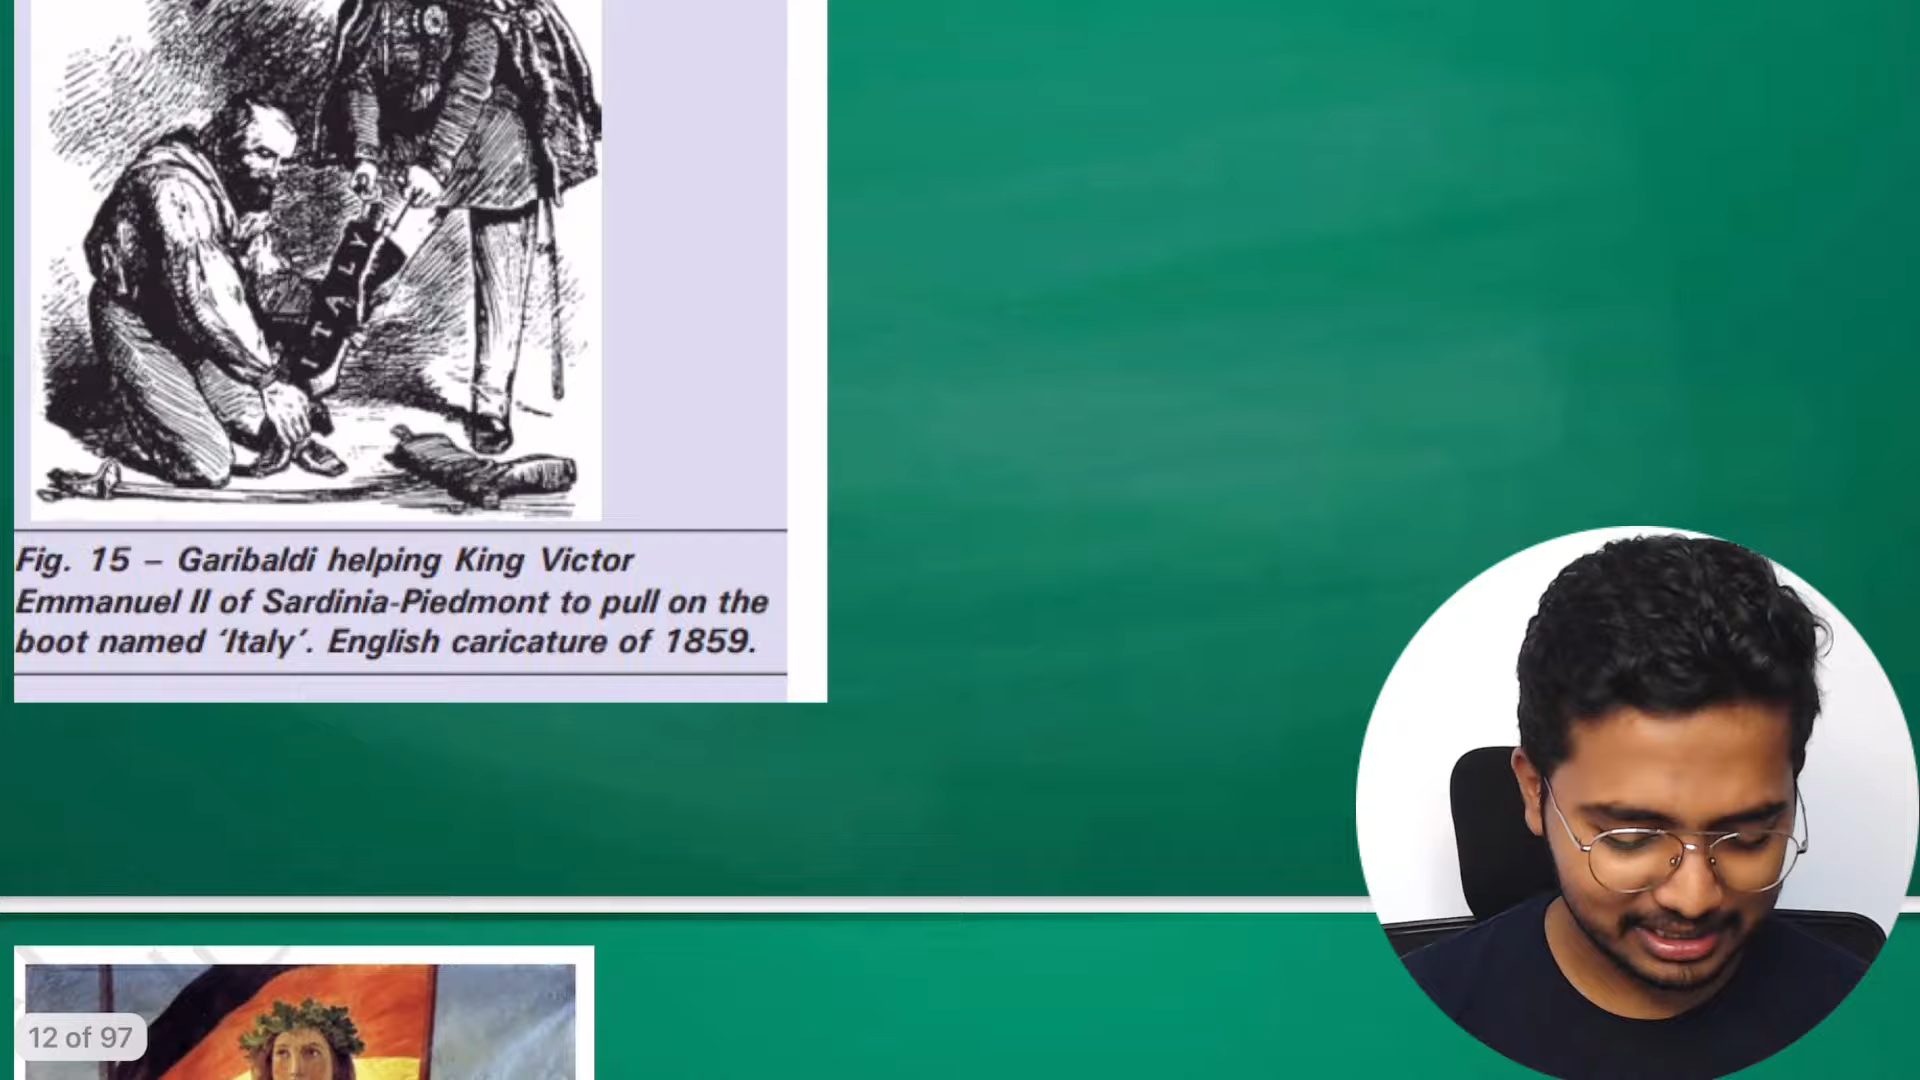 ITALY
Fig. 15 – Garibaldi helping King Victor
Emmanuel II of Sardinia-Piedmont to pull on the
boot named ‘Italy’. English caricature of 1859.
12 of 97